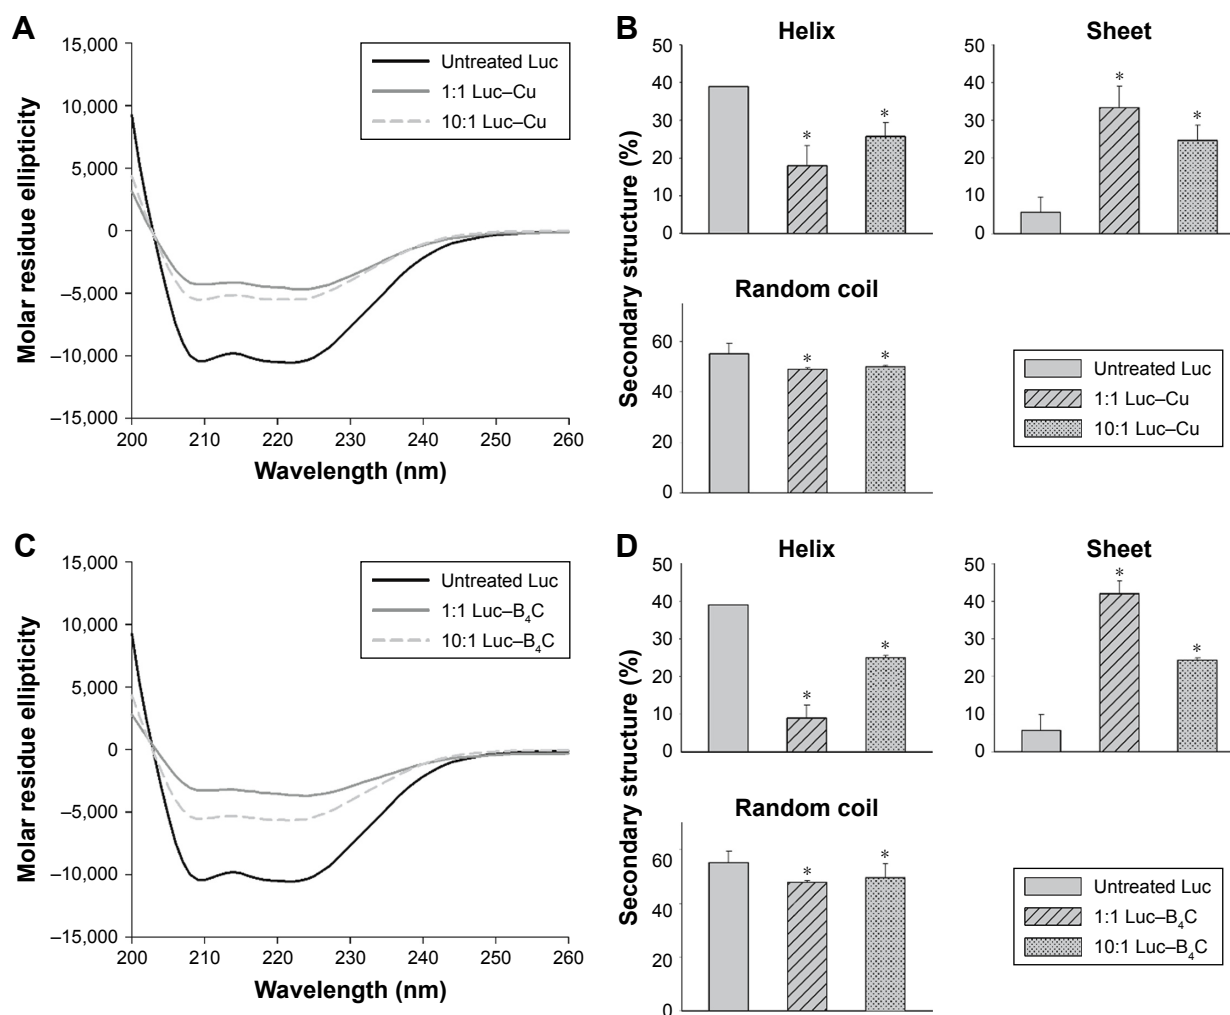 A
Molar residue ellipticity
15,000
10,000
5,000
0
–5,000
–10,000
–15,000
200 210 220 230 240 250 260
Wavelength (nm)
Untreated Luc
1:1 Luc–Cu
10:1 Luc–Cu
B
Secondary structure (%)
Helix
50
40
30
20
10
0
* *
Sheet
50
40
30
20
10
0
* *
Random coil
60
40
20
0
* *
Untreated Luc
1:1 Luc–Cu
10:1 Luc–Cu
C
Molar residue ellipticity
15,000
10,000
5,000
0
–5,000
–10,000
–15,000
200 210 220 230 240 250 260
Wavelength (nm)
Untreated Luc
1:1 Luc–B₄C
10:1 Luc–B₄C
D
Secondary structure (%)
Helix
50
40
30
20
10
0
* *
Sheet
50
40
30
20
10
0
* *
Random coil
60
40
20
0
* *
Untreated Luc
1:1 Luc–B₄C
10:1 Luc–B₄C